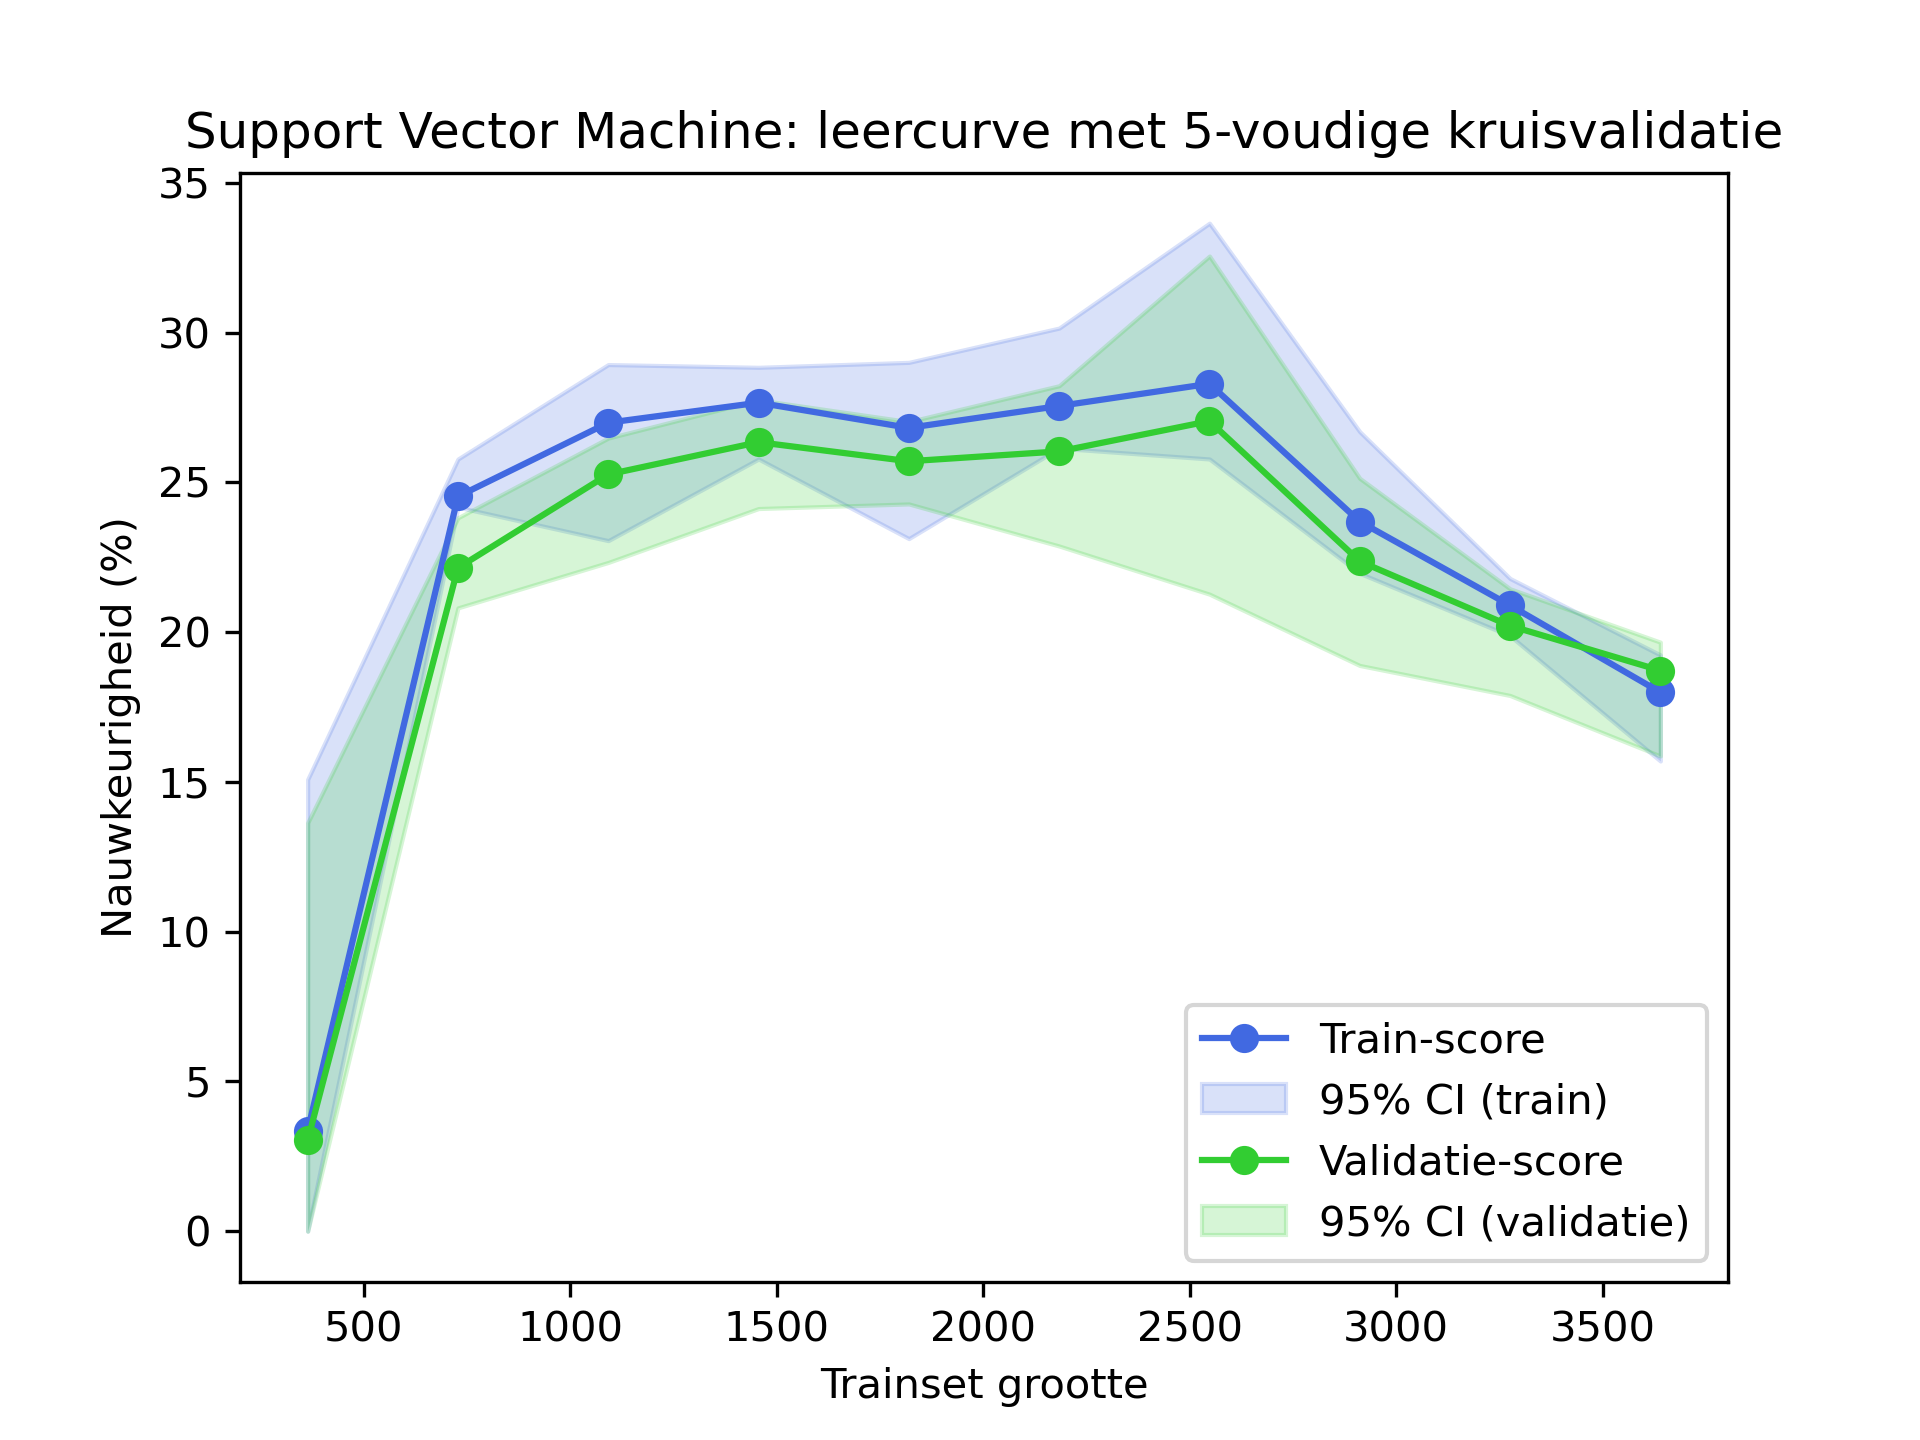 Support Vector Machine: leercurve met 5-voudige kruisvalidatie
35
30
25
20
15
10
5
0
Nauwkeurigheid (%)
Train-score
95% CI (train)
Validatie-score
95% CI (validatie)
500 1000 1500 2000 2500 3000 3500
Trainset grootte